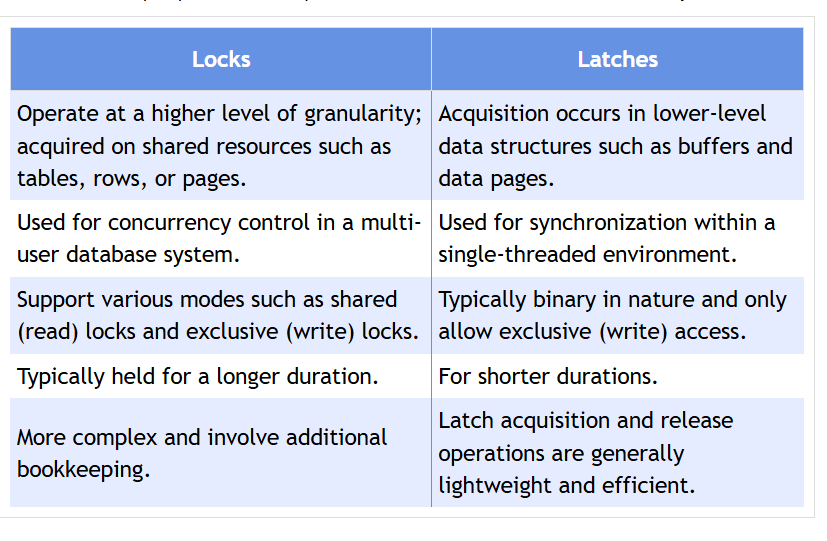 Locks
Latches
Operate at a higher level of granularity;
acquired on shared resources such as
tables, rows, or pages.
Acquisition occurs in lower-level
data structures such as buffers and
data pages.
Used for concurrency control in a multi-
user database system.
Used for synchronization within a
single-threaded environment.
Support various modes such as shared
(read) locks and exclusive (write) locks.
Typically binary in nature and only
allow exclusive (write) access.
Typically held for a longer duration.
For shorter durations.
More complex and involve additional
bookkeeping.
Latch acquisition and release
operations are generally
lightweight and efficient.